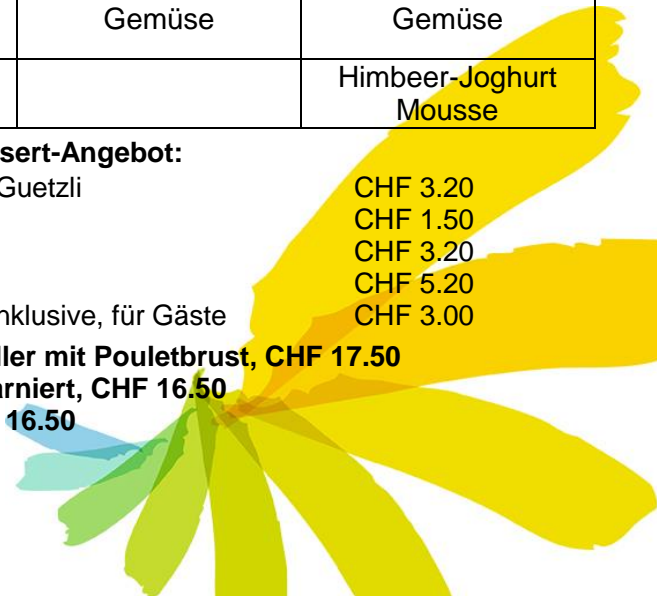 Gemüse Gemüse
Himbeer-Joghurt
Mousse
sert-Angebot:
Guetzli CHF 3.20
CHF 1.50
CHF 3.20
CHF 5.20
nklusive, für Gäste CHF 3.00
ller mit Pouletbrust, CHF 17.50
arniert, CHF 16.50
16.50